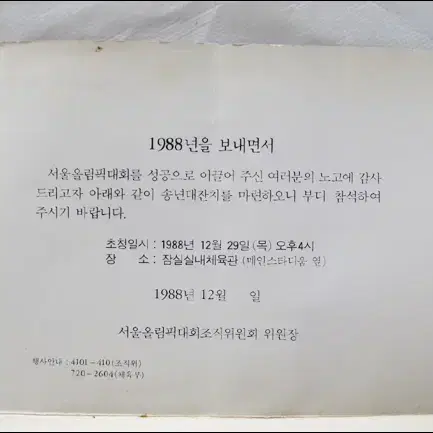 1988년을 보내면서
서울올림픽대회를 성공으로 이끌어 주신 여러분의 노고에 감사
드리고자 아래와 같이 송년대잔치를 마련하오니 부디 참석하여
주시기 바랍니다.
초청일시 : 1988년 12월 29일(목) 오후4시
장 소 : 잠실실내체육관 (메인스타디움 옆)
1988년 12월 일
서울올림픽대회조직위원회 위원장
행사안내 : 4101-410(조직위)
720-2604(체육부)